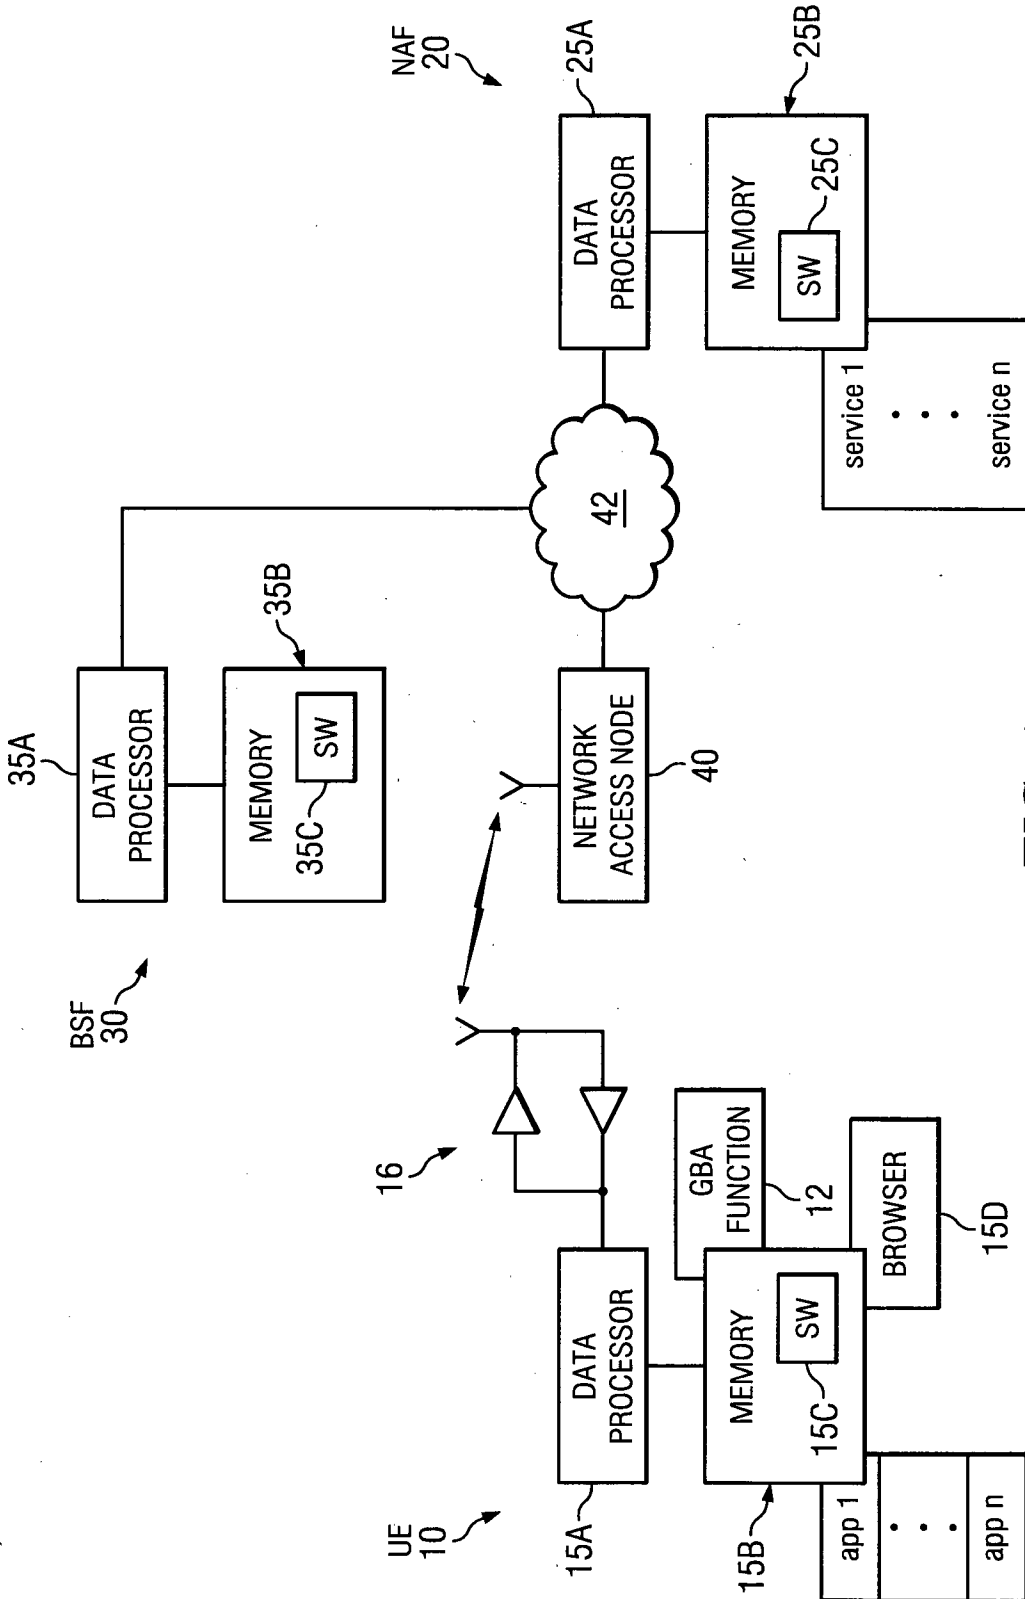 BSF
30
35A
DATA
PROCESSOR
MEMORY
35B
SW
35C
UE
10
15A
DATA
PROCESSOR
16
NETWORK
ACCESS NODE
40
42
NAF
20
DATA
PROCESSOR
25A
15B
MEMORY
SW
15C
GBA
FUNCTION
12
BROWSER
15D
app 1
app n
MEMORY
SW
25C
25B
service 1
service n